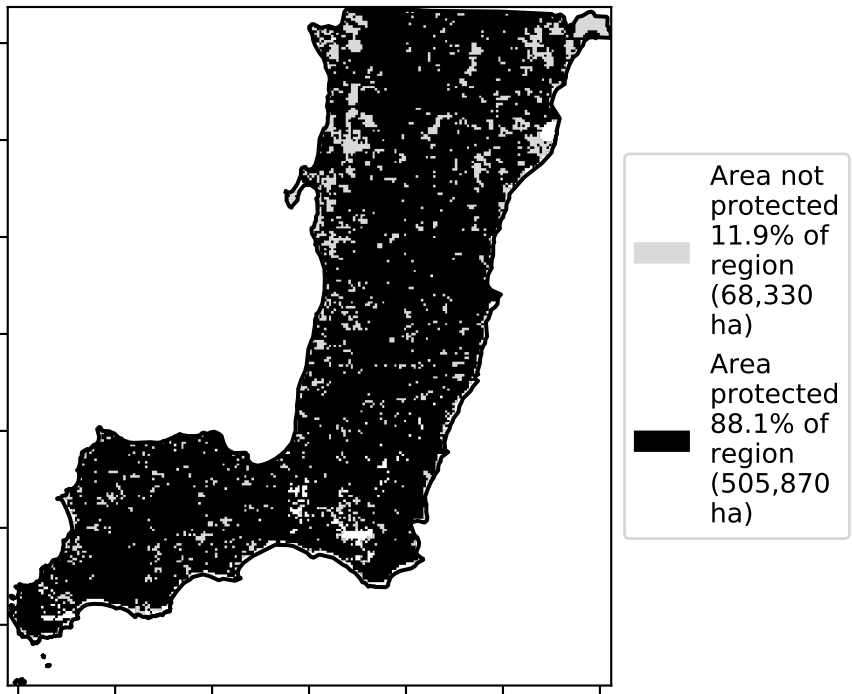 Area not
protected
11.9% of
region
(68,330
ha)
Area
protected
88.1% of
region
(505,870
ha)